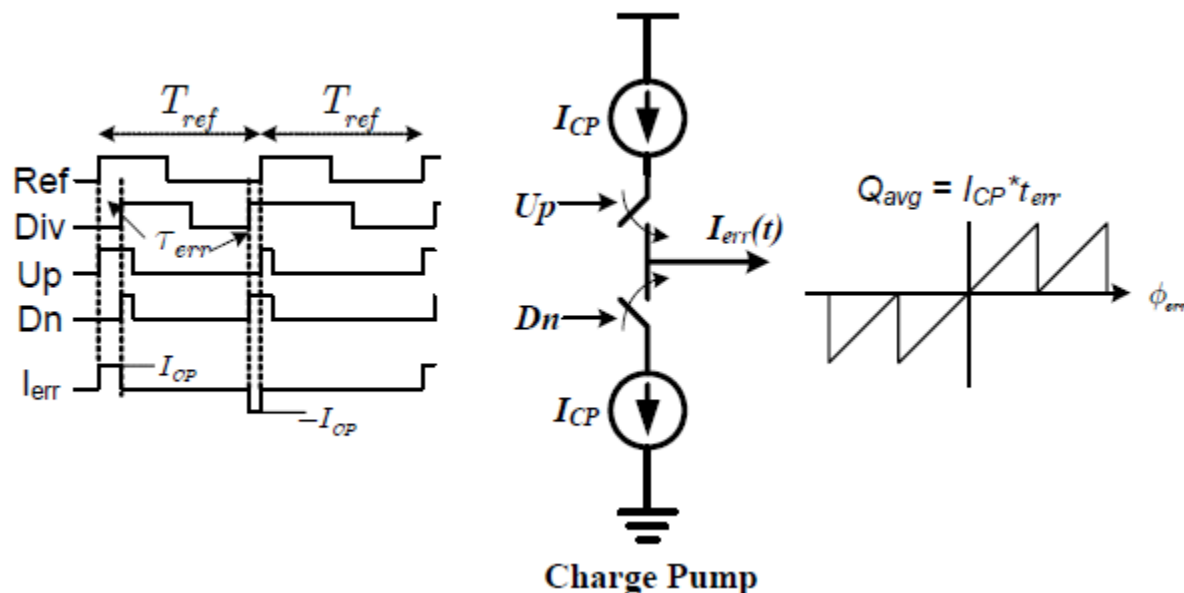 T_ref T_ref
Ref
Div
τ_err
Up
Dn
I_err
I_CP
–I_CP
I_CP
Up
I_err(t)
Dn
I_CP
Charge Pump
Q_avg = I_CP*t_err
ϕ_err